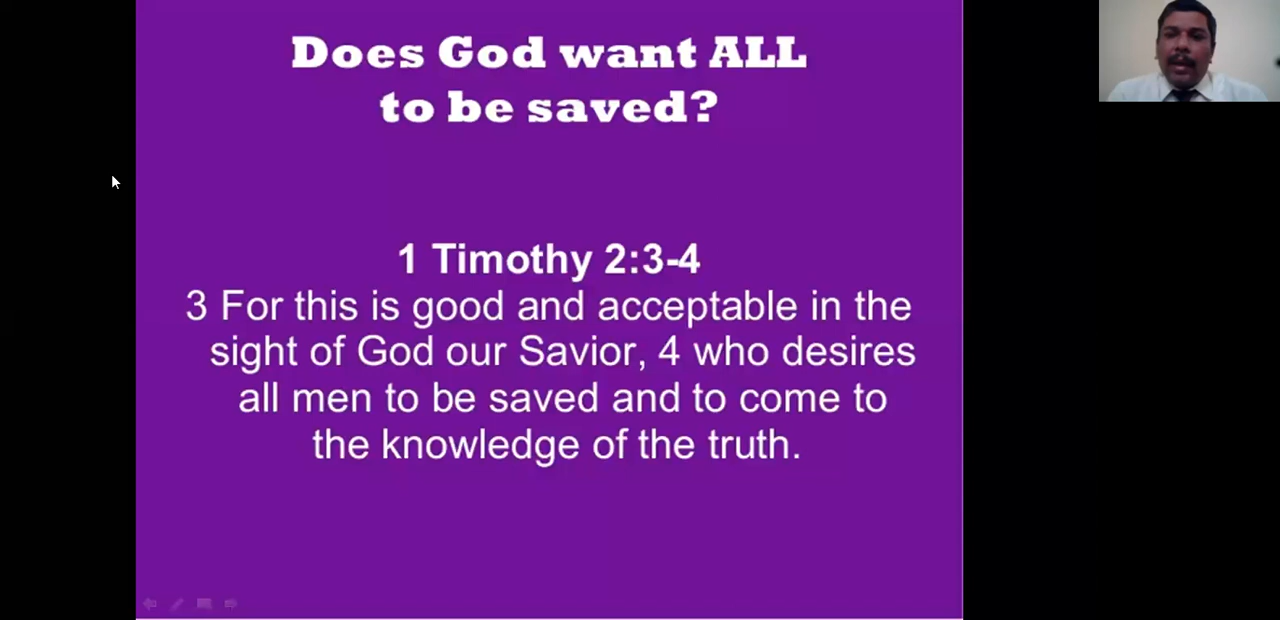 Does God want ALL
to be saved?
1 Timothy 2:3-4
3 For this is good and acceptable in the
sight of God our Savior, 4 who desires
all men to be saved and to come to
the knowledge of the truth.